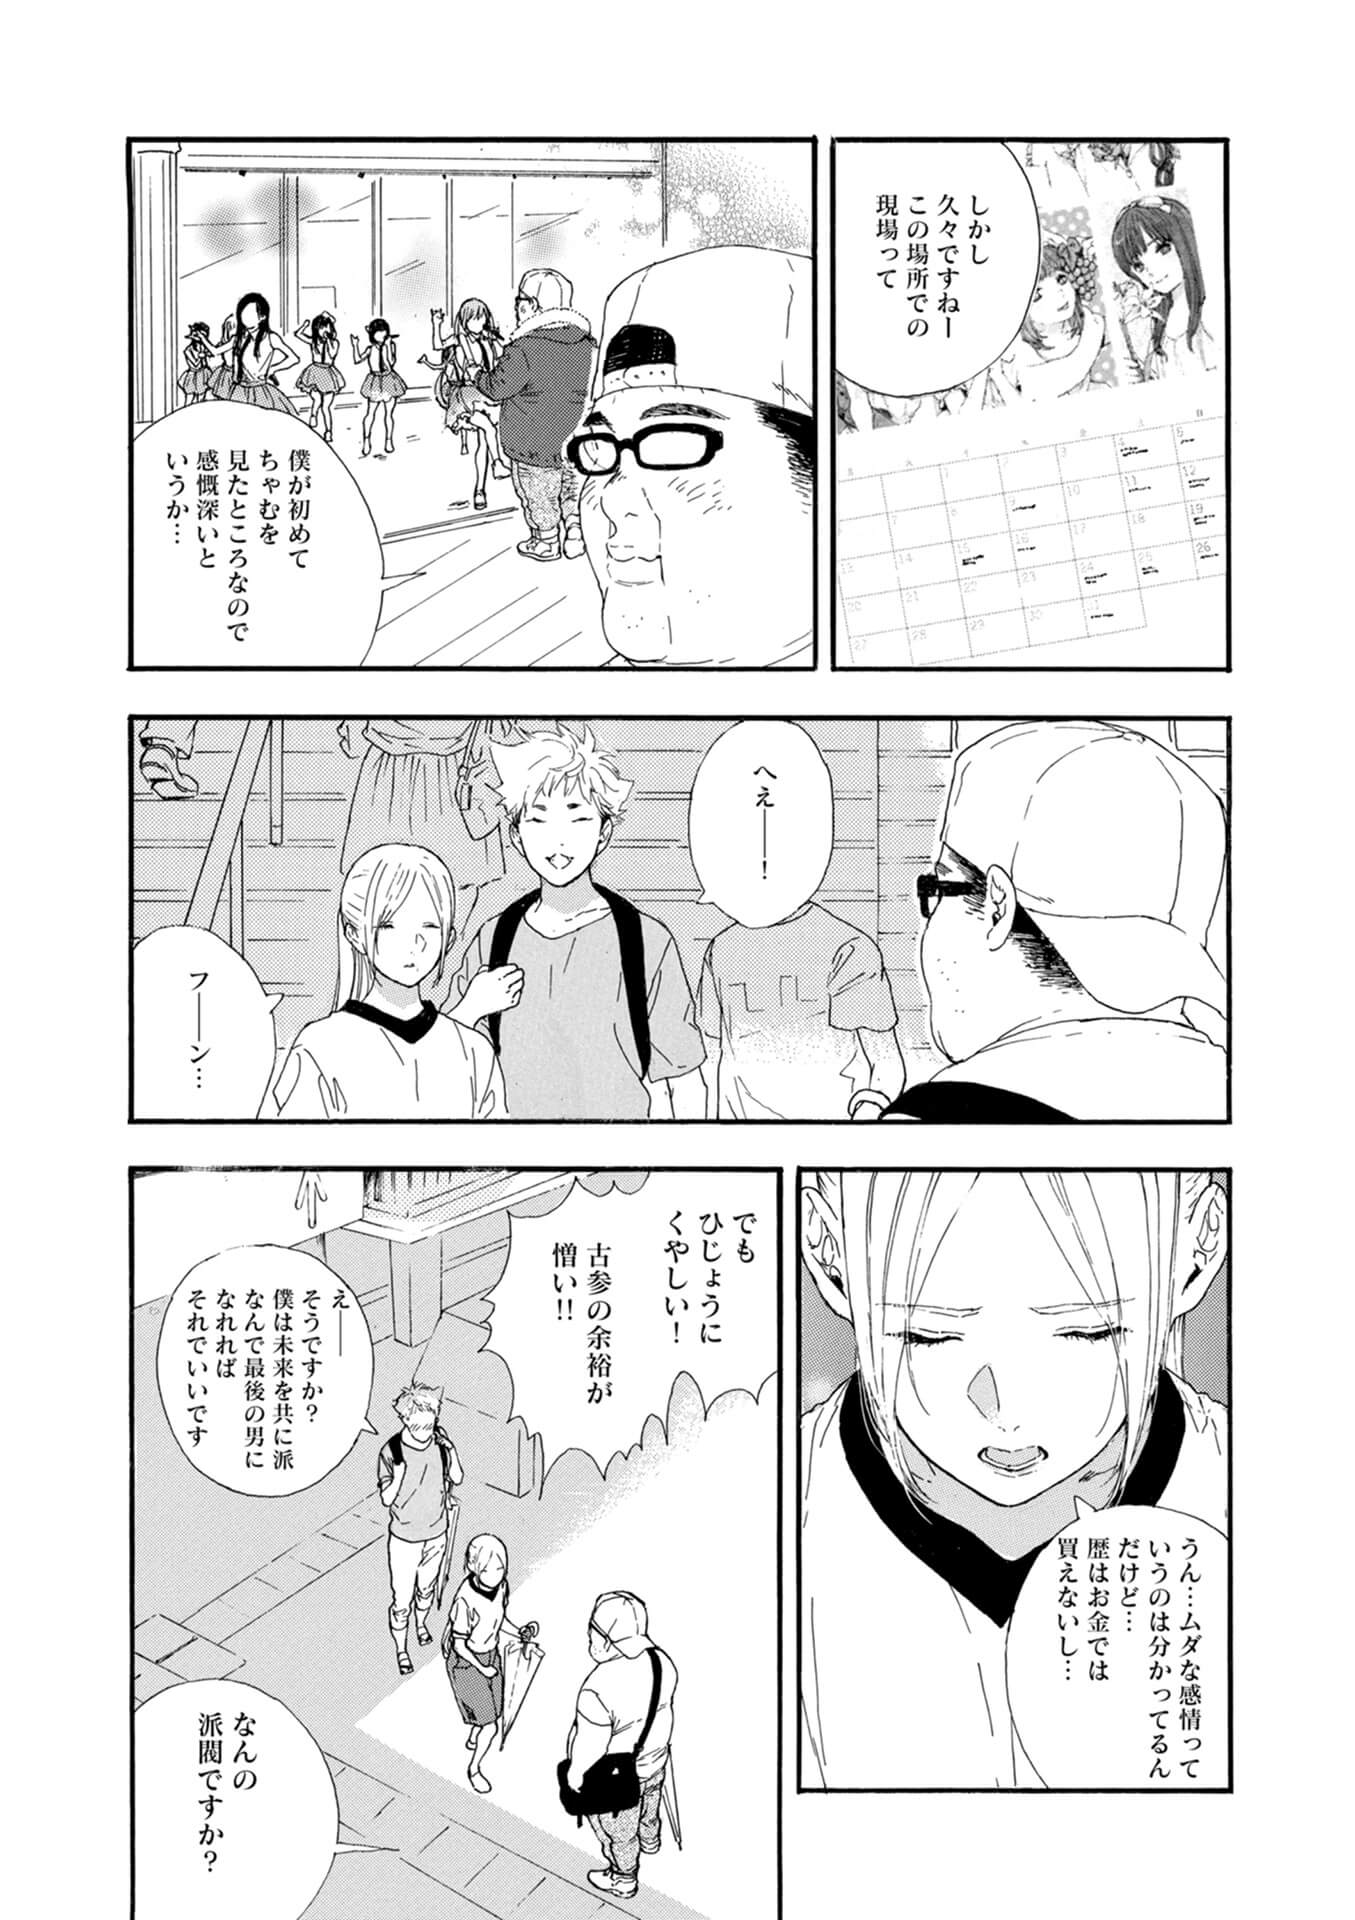 しかし
久々ですねー
この場所での
現場って
僕が初めて
ちゃむを
見たところなので
感慨深いと
いうか…
へえ――！
フ――ン…
うん…ムダな感情って
いうのは分かってるん
だけど…
歴はお金では
買えないし…
でも
ひじょうに
くやしい！
古参の余裕が
憎い!!
え――
そうですか？
僕は未来を共に派
なんで最後の男に
なれれば
それでいいです
なんの
派閥ですか？